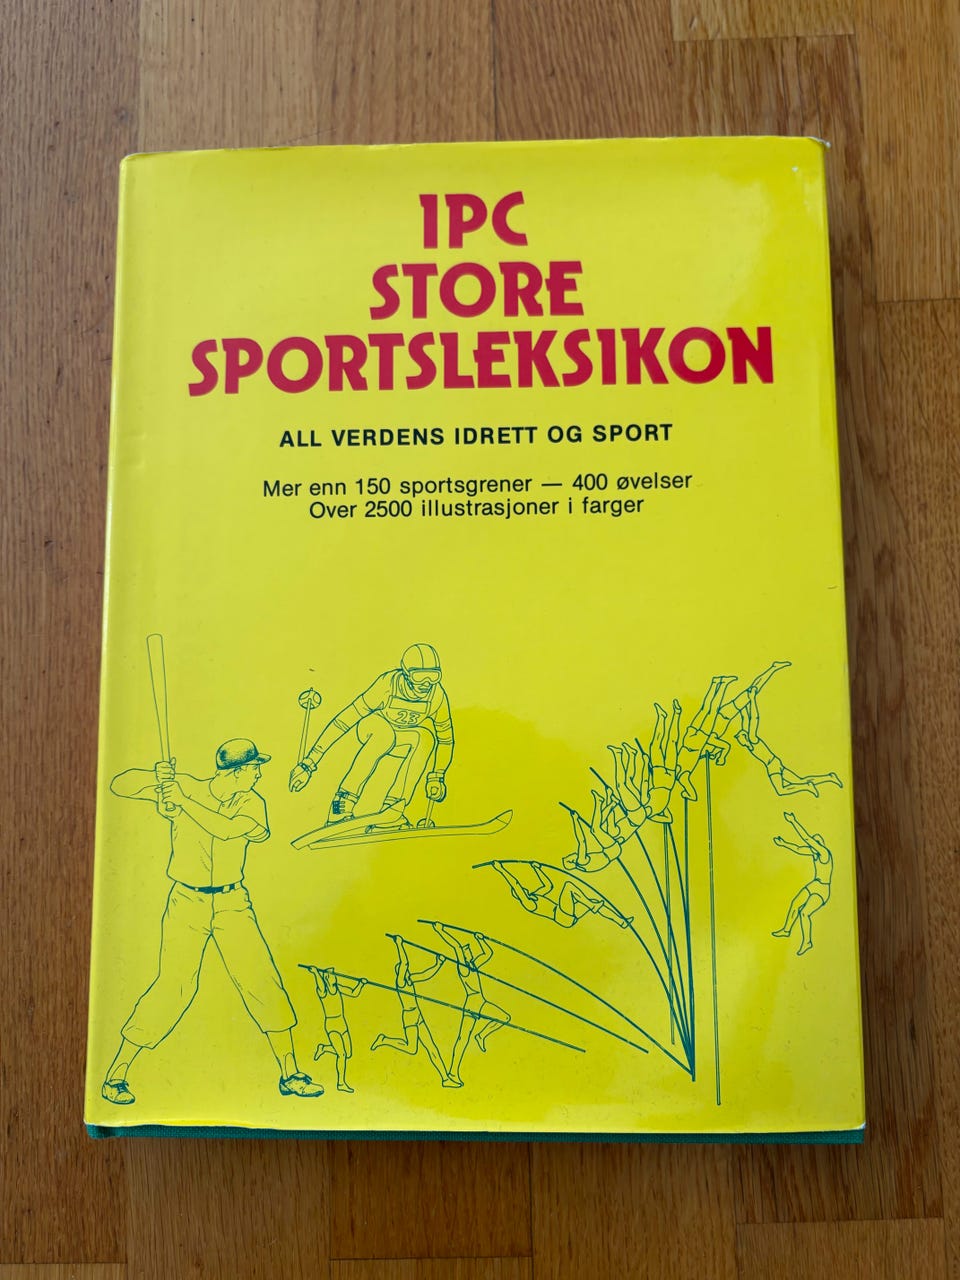 IPC
STORE
SPORTSLEKSIKON
ALL VERDENS IDRETT OG SPORT
Mer enn 150 sportsgrener — 400 øvelser
Over 2500 illustrasjoner i farger
23